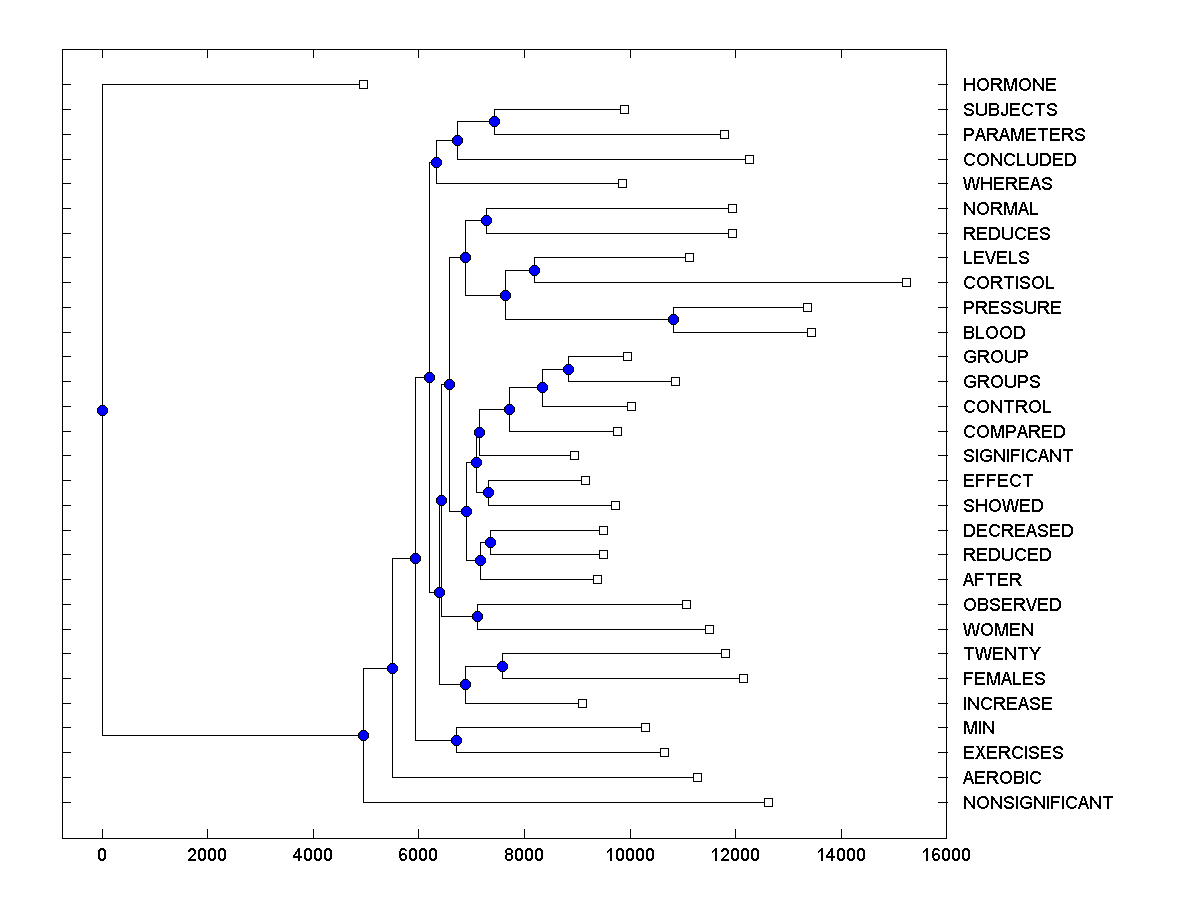 HORMONE
SUBJECTS
PARAMETERS
CONCLUDED
WHEREAS
NORMAL
REDUCES
LEVELS
CORTISOL
PRESSURE
BLOOD
GROUP
GROUPS
CONTROL
COMPARED
SIGNIFICANT
EFFECT
SHOWED
DECREASED
REDUCED
AFTER
OBSERVED
WOMEN
TWENTY
FEMALES
INCREASE
MIN
EXERCISES
AEROBIC
NONSIGNIFICANT
0 2000 4000 6000 8000 10000 12000 14000 16000